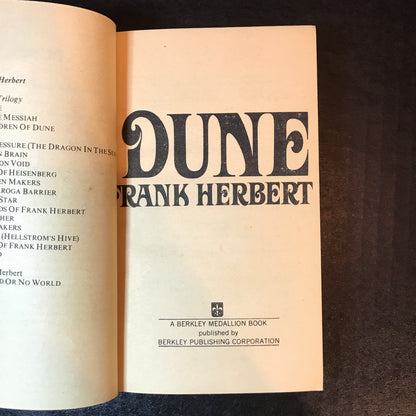 Herbert
Trilogy
E
E MESSIAH
DREN OF DUNE
ESSURE (THE DRAGON IN THE SEA
N BRAIN
ON VOID
OF HEISENBERG
EN MAKERS
AROGA BARRIER
STAR
DS OF FRANK HERBERT
HER
AKERS
(HELLSTROM'S HIVE)
OF FRANK HERBERT
D
Herbert
D OR NO WORLD
DUNE
FRANK HERBERT
A BERKLEY MEDALLION BOOK
published by
BERKLEY PUBLISHING CORPORATION